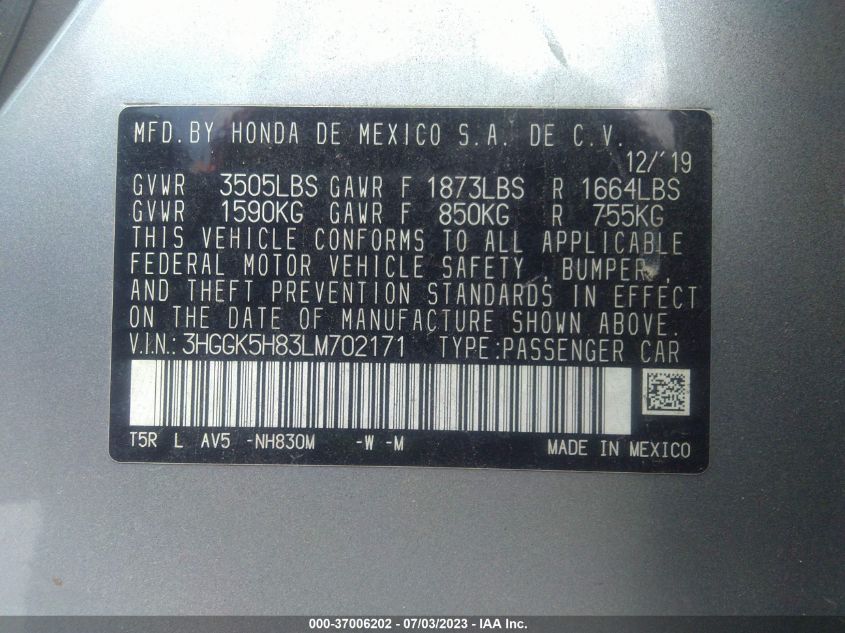 MFD.BY HONDA DE MEXICO S.A. DE C.V.
12/'19
GVWR 3505LBS GAWR F 1873LBS R 1664LBS
GVWR 1590KG GAWR F 850KG R 755KG
THIS VEHICLE CONFORMS TO ALL APPLICABLE
FEDERAL MOTOR VEHICLE SAFETY, BUMPER,
AND THEFT PREVENTION STANDARDS IN EFFECT
ON THE DATE OF MANUFACTURE SHOWN ABOVE.
V.I.N.: 3HGGK5H83LM702171 TYPE:PASSENGER CAR
T5R L AV5 -NH830M -W -M MADE IN MEXICO
000-37006202 - 07/03/2023 - IAA Inc.